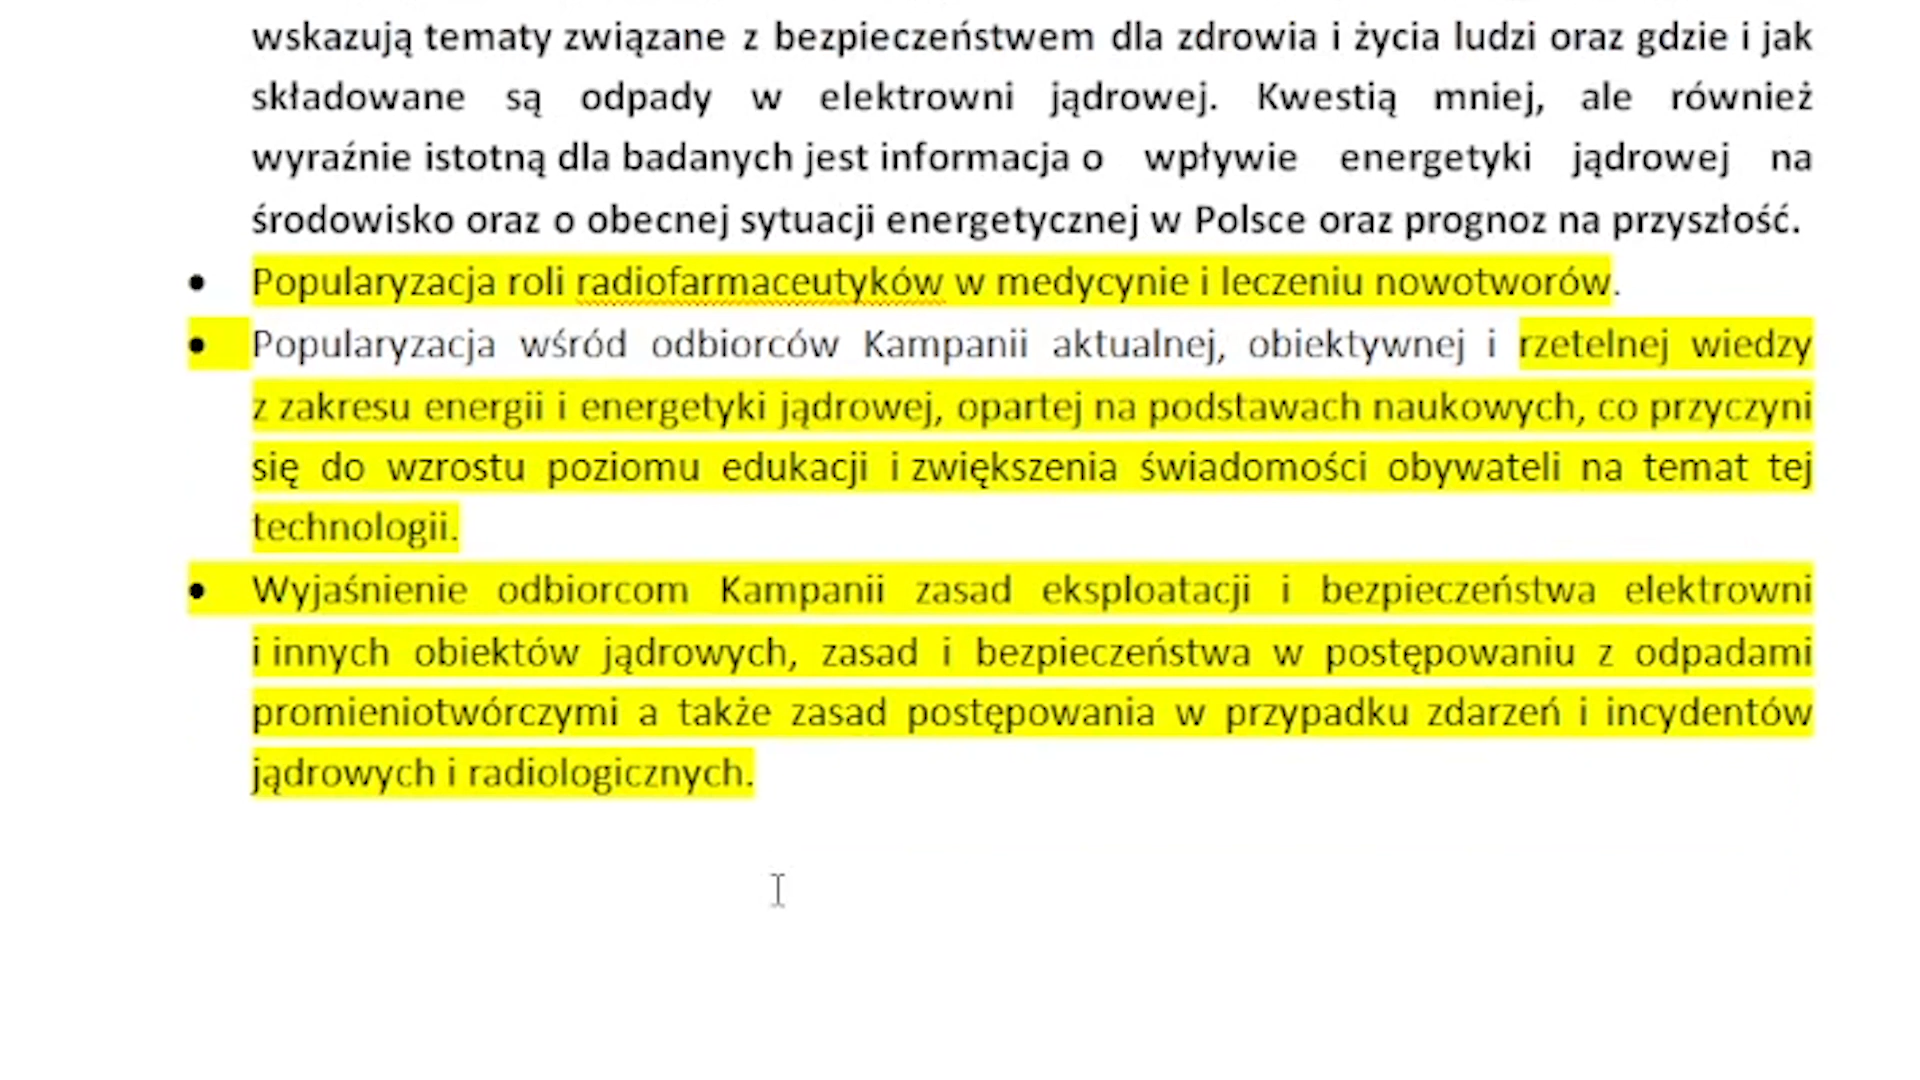 wskazują tematy związane z bezpieczeństwem dla zdrowia i życia ludzi oraz gdzie i jak
składowane są odpady w elektrowni jądrowej. Kwestią mniej, ale również
wyraźnie istotną dla badanych jest informacja o wpływie energetyki jądrowej na
środowisko oraz o obecnej sytuacji energetycznej w Polsce oraz prognoz na przyszłość.
• Popularyzacja roli radiofarmaceutyków w medycynie i leczeniu nowotworów.
• Popularyzacja wśród odbiorców Kampanii aktualnej, obiektywnej i rzetelnej wiedzy
z zakresu energii i energetyki jądrowej, opartej na podstawach naukowych, co przyczyni
się do wzrostu poziomu edukacji i zwiększenia świadomości obywateli na temat tej
technologii.
• Wyjaśnienie odbiorcom Kampanii zasad eksploatacji i bezpieczeństwa elektrowni
i innych obiektów jądrowych, zasad i bezpieczeństwa w postępowaniu z odpadami
promieniotwórczymi a także zasad postępowania w przypadku zdarzeń i incydentów
jądrowych i radiologicznych.